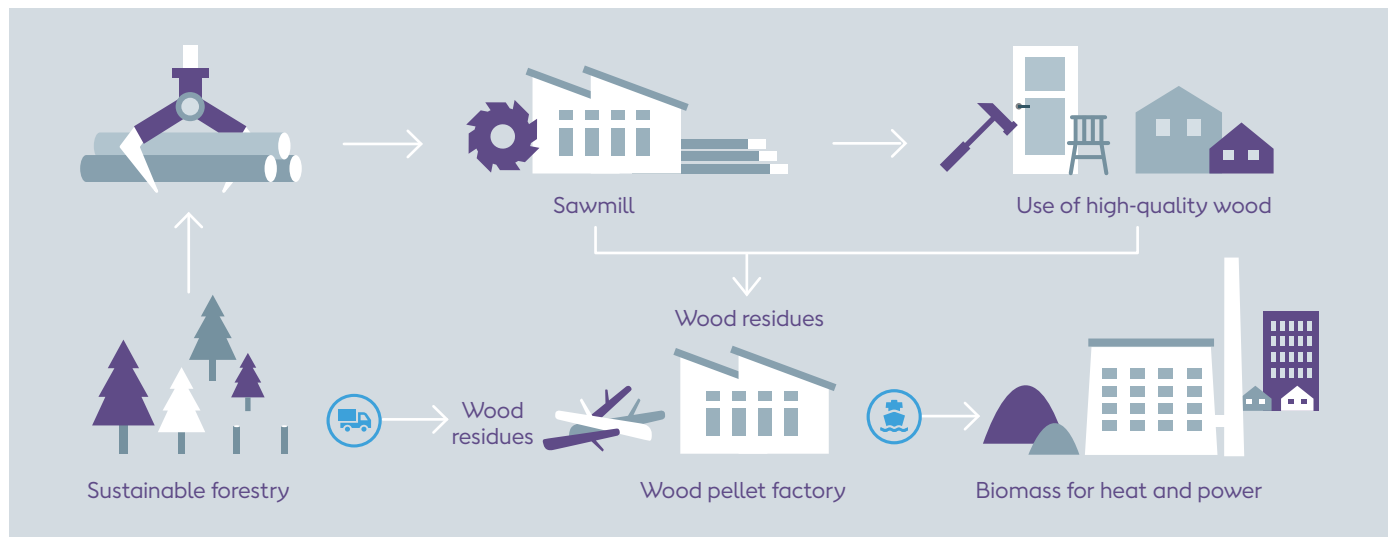 Sawmill
Use of high-quality wood
Wood residues
Wood
residues
Sustainable forestry
Wood pellet factory
Biomass for heat and power